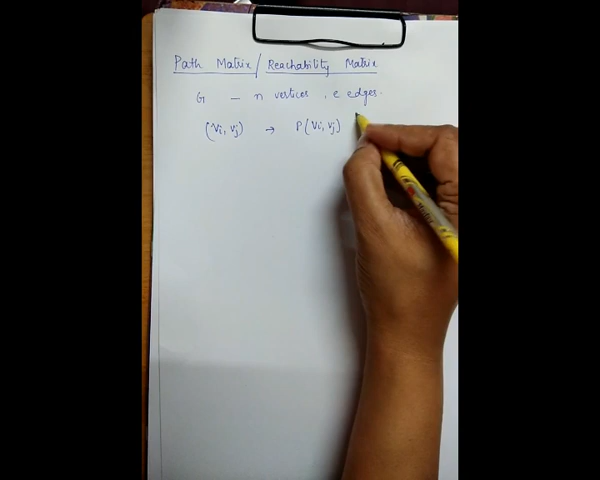 Path Matrix/ Reachability Matrix
G - n vertices, e edges.
(vi, vj) → P(vi, vj)